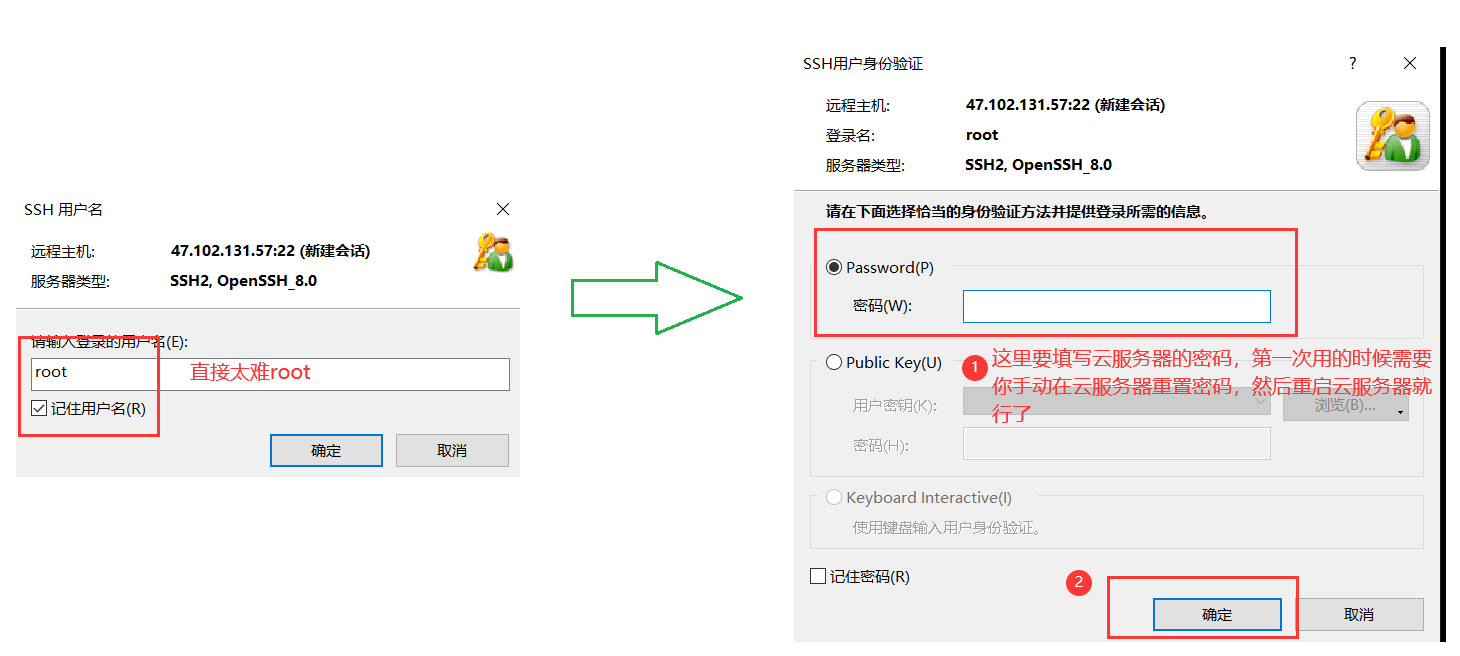 SSH 用户名
远程主机: 47.102.131.57:22 (新建会话)
服务器类型: SSH2, OpenSSH_8.0
请输入登录的用户名(E):
root
直接太难root
记住用户名(R)
确定 取消
SSH用户身份验证 ?
远程主机: 47.102.131.57:22 (新建会话)
登录名: root
服务器类型: SSH2, OpenSSH_8.0
请在下面选择恰当的身份验证方法并提供登录所需的信息。
Password(P)
密码(W):
Public Key(U)
1 这里要填写云服务器的密码，第一次用的时候需要
你手动在云服务器重置密码，然后重启云服务器就
行了
用户密钥(K): 浏览(B)...
密码(H):
Keyboard Interactive(I)
使用键盘输入用户身份验证。
记住密码(R)
2
确定 取消